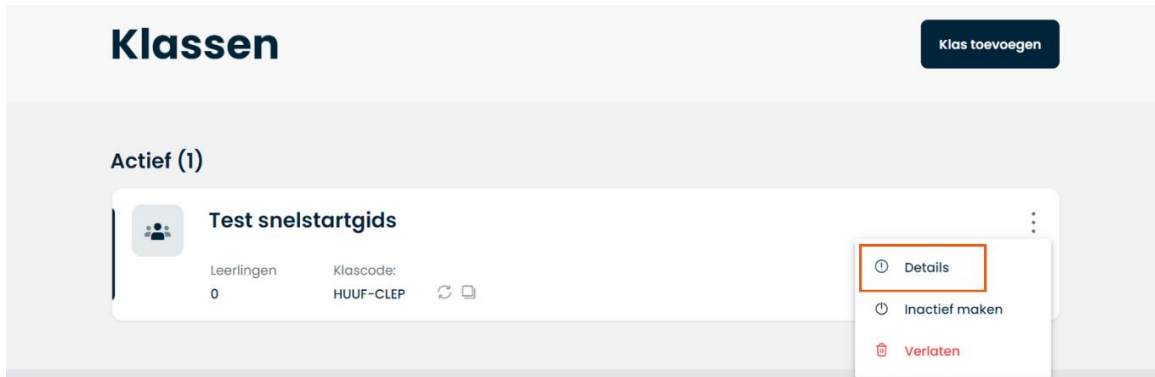 Klassen
Klas toevoegen
Actief (1)
Test snelstartgids
Leerlingen
Klascode:
0
HUUF-CLEP
Details
Inactief maken
Verlaten